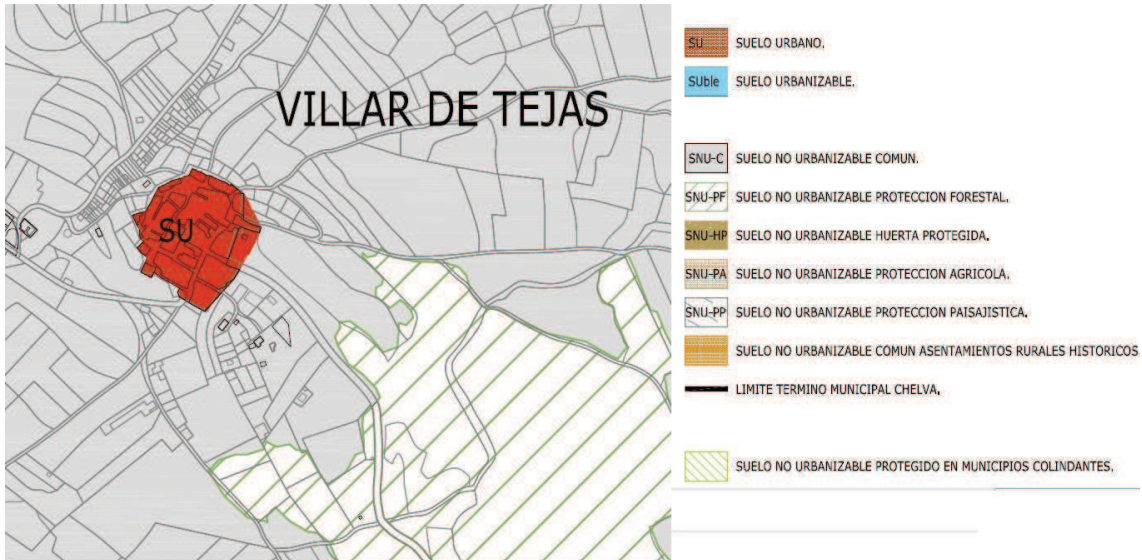 VILLAR DE TEJAS
SU
SU SUELO URBANO.
SUble SUELO URBANIZABLE.
SNU-C SUELO NO URBANIZABLE COMUN.
SNU-PF SUELO NO URBANIZABLE PROTECCION FORESTAL.
SNU-HP SUELO NO URBANIZABLE HUERTA PROTEGIDA.
SNU-PA SUELO NO URBANIZABLE PROTECCION AGRICOLA.
SNU-PP SUELO NO URBANIZABLE PROTECCION PAISAJISTICA.
SUELO NO URBANIZABLE COMUN ASENTAMIENTOS RURALES HISTORICOS
LIMITE TERMINO MUNICIPAL CHELVA.
SUELO NO URBANIZABLE PROTEGIDO EN MUNICIPIOS COLINDANTES.